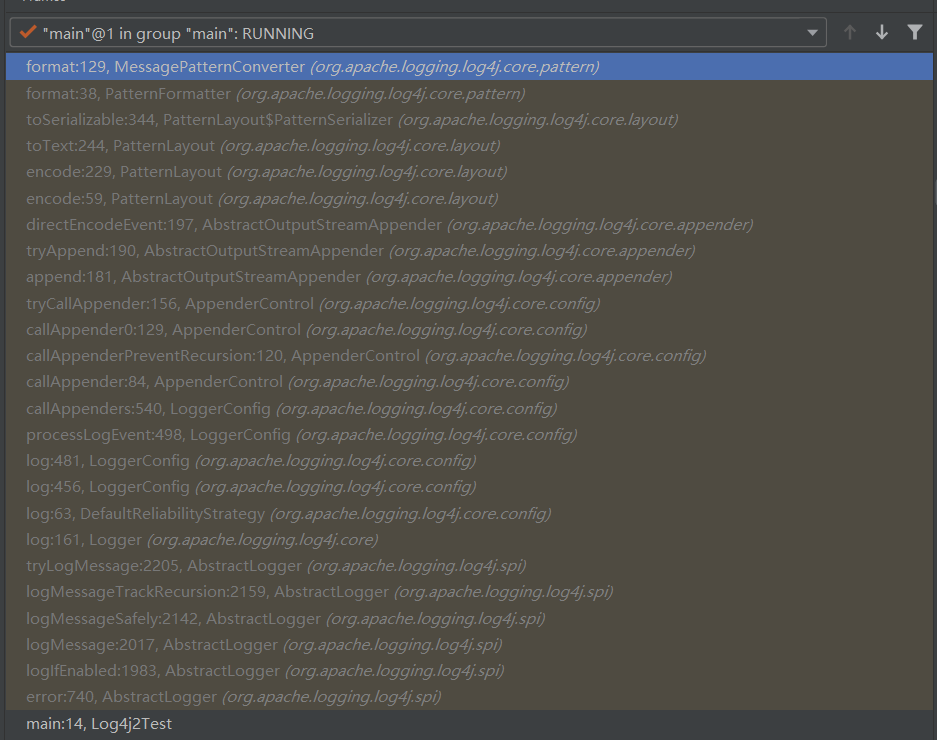 "main"@1 in group "main": RUNNING
format:129, MessagePatternConverter (org.apache.logging.log4j.core.pattern)
format:38, PatternFormatter (org.apache.logging.log4j.core.pattern)
toSerializable:344, PatternLayout$PatternSerializer (org.apache.logging.log4j.core.layout)
toText:244, PatternLayout (org.apache.logging.log4j.core.layout)
encode:229, PatternLayout (org.apache.logging.log4j.core.layout)
encode:59, PatternLayout (org.apache.logging.log4j.core.layout)
directEncodeEvent:197, AbstractOutputStreamAppender (org.apache.logging.log4j.core.appender)
tryAppend:190, AbstractOutputStreamAppender (org.apache.logging.log4j.core.appender)
append:181, AbstractOutputStreamAppender (org.apache.logging.log4j.core.appender)
tryCallAppender:156, AppenderControl (org.apache.logging.log4j.core.config)
callAppender0:129, AppenderControl (org.apache.logging.log4j.core.config)
callAppenderPreventRecursion:120, AppenderControl (org.apache.logging.log4j.core.config)
callAppender:84, AppenderControl (org.apache.logging.log4j.core.config)
callAppenders:540, LoggerConfig (org.apache.logging.log4j.core.config)
processLogEvent:498, LoggerConfig (org.apache.logging.log4j.core.config)
log:481, LoggerConfig (org.apache.logging.log4j.core.config)
log:456, LoggerConfig (org.apache.logging.log4j.core.config)
log:63, DefaultReliabilityStrategy (org.apache.logging.log4j.core.config)
log:161, Logger (org.apache.logging.log4j.core)
tryLogMessage:2205, AbstractLogger (org.apache.logging.log4j.spi)
logMessageTrackRecursion:2159, AbstractLogger (org.apache.logging.log4j.spi)
logMessageSafely:2142, AbstractLogger (org.apache.logging.log4j.spi)
logMessage:2017, AbstractLogger (org.apache.logging.log4j.spi)
logIfEnabled:1983, AbstractLogger (org.apache.logging.log4j.spi)
error:740, AbstractLogger (org.apache.logging.log4j.spi)
main:14, Log4j2Test